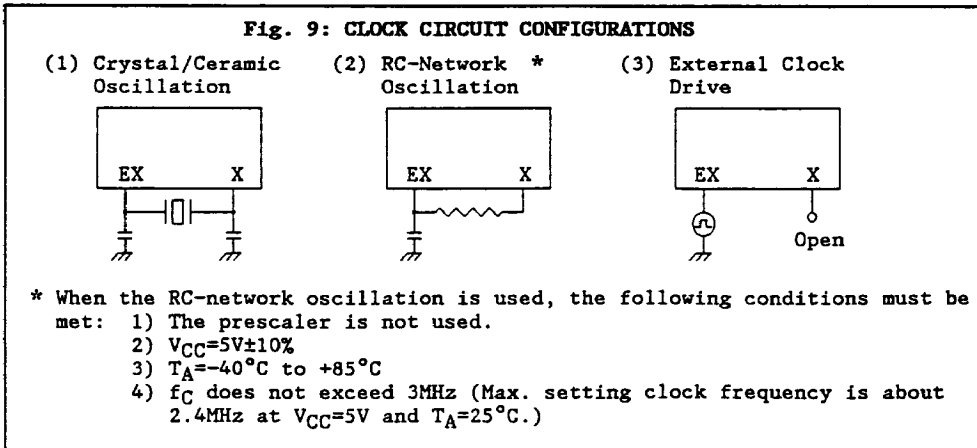 Fig. 9: CLOCK CIRCUIT CONFIGURATIONS
(1) Crystal/Ceramic Oscillation
(2) RC-Network * Oscillation
(3) External Clock Drive
EX X
EX X
EX X
Open
* When the RC-network oscillation is used, the following conditions must be
met: 1) The prescaler is not used.
2) VCC=5V±10%
3) TA=-40°C to +85°C
4) fC does not exceed 3MHz (Max. setting clock frequency is about
2.4MHz at VCC=5V and TA=25°C.)